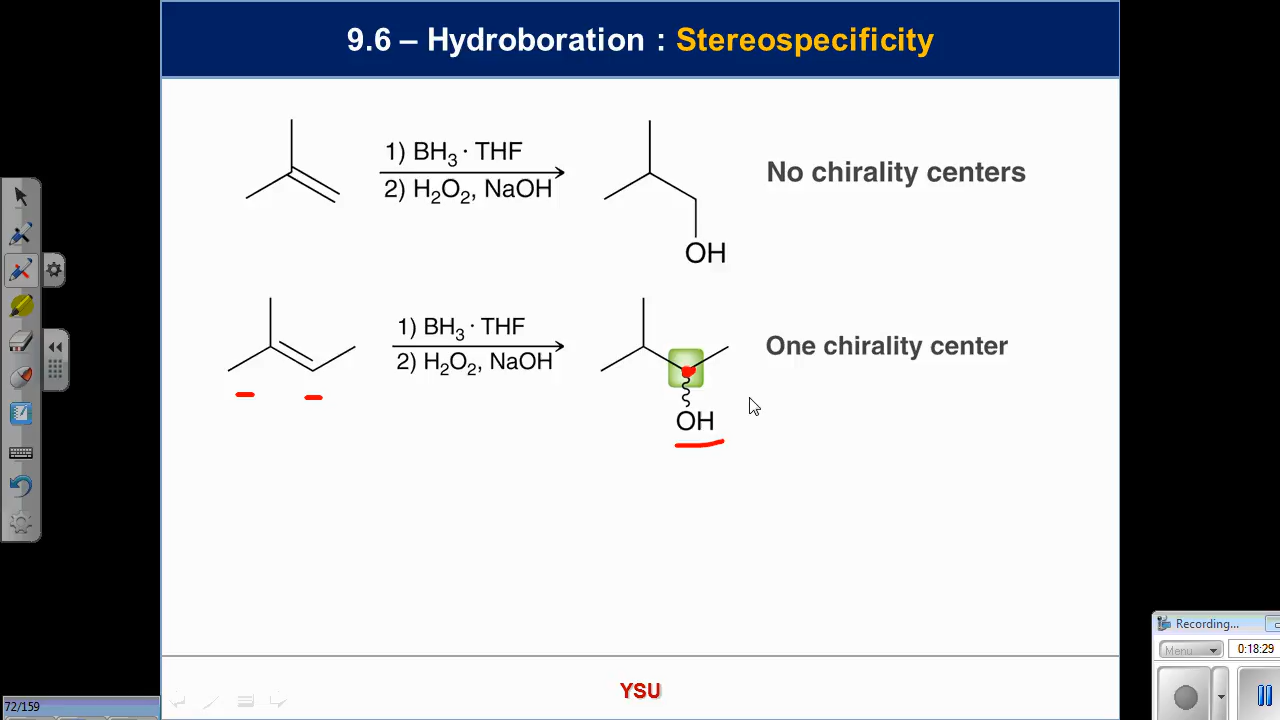 9.6 – Hydroboration : Stereospecificity
1) BH₃ · THF
2) H₂O₂, NaOH
OH
No chirality centers
1) BH₃ · THF
2) H₂O₂, NaOH
OH
One chirality center
YSU
72/159
Recording...
Menu
0:18:29